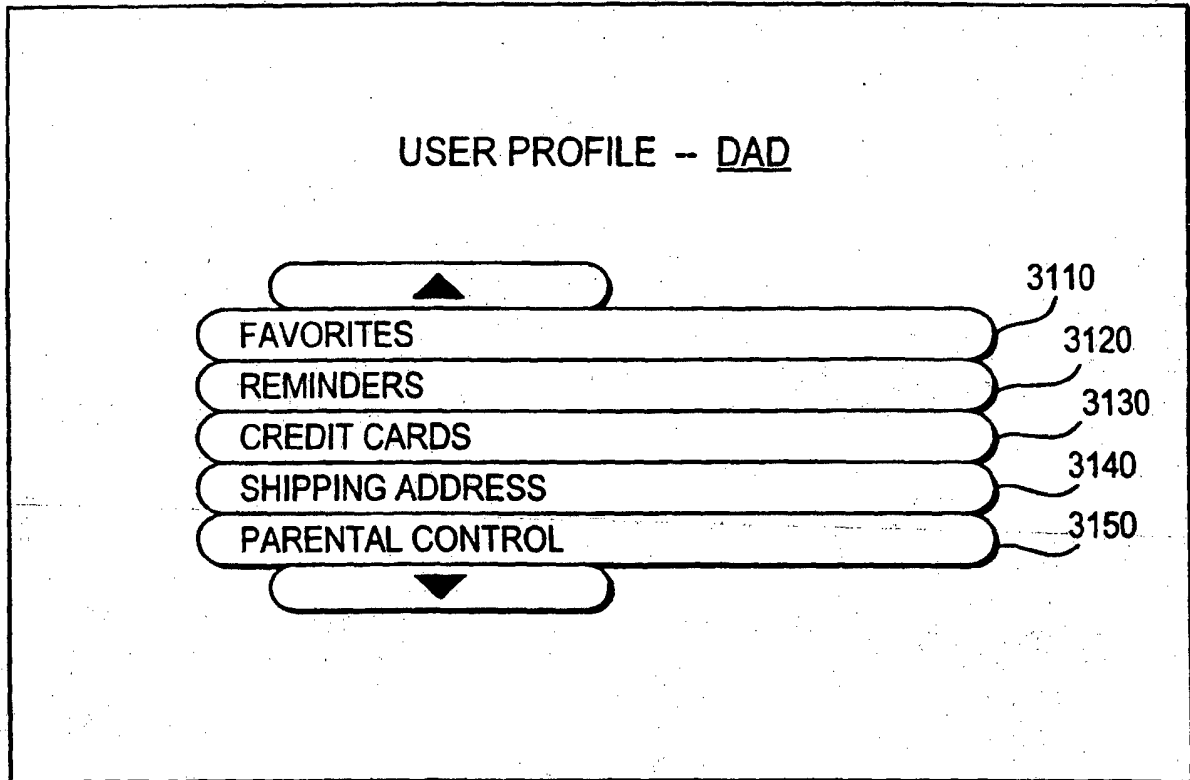 USER PROFILE -- DAD
FAVORITES
3110
REMINDERS
3120
CREDIT CARDS
3130
SHIPPING ADDRESS
3140
PARENTAL CONTROL
3150